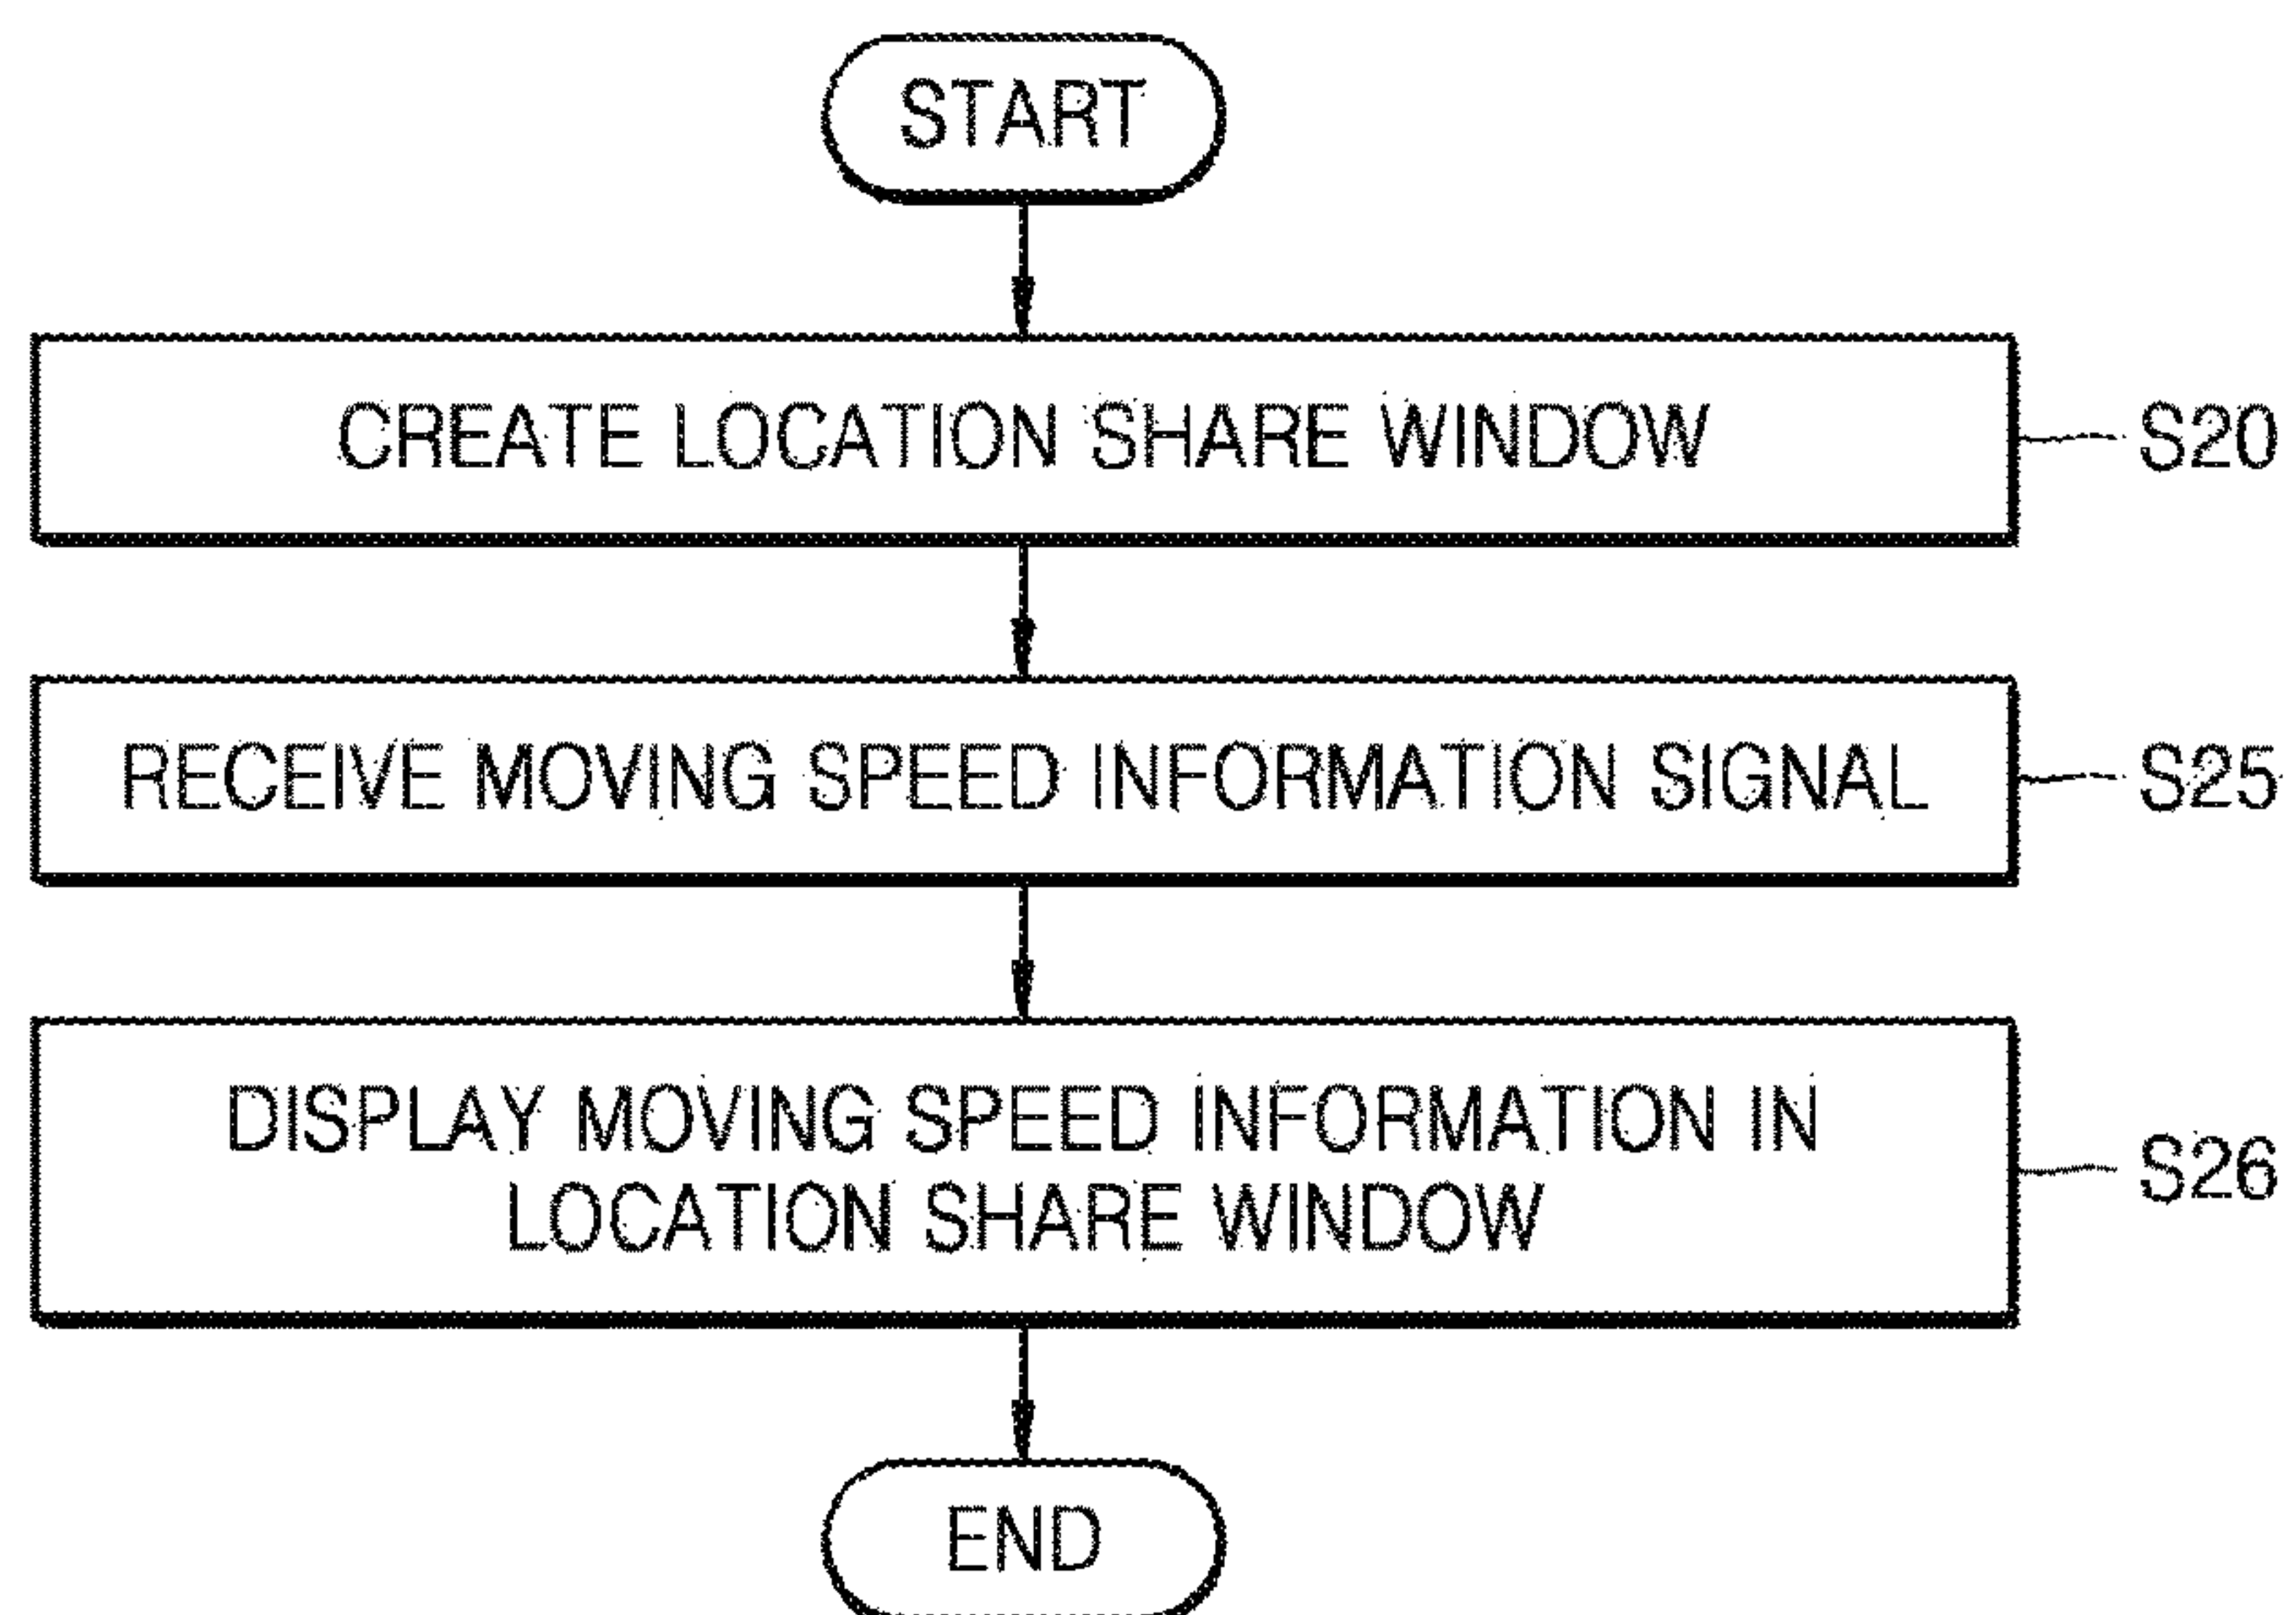 START
CREATE LOCATION SHARE WINDOW
S20
RECEIVE MOVING SPEED INFORMATION SIGNAL
S25
DISPLAY MOVING SPEED INFORMATION IN
LOCATION SHARE WINDOW
S26
END